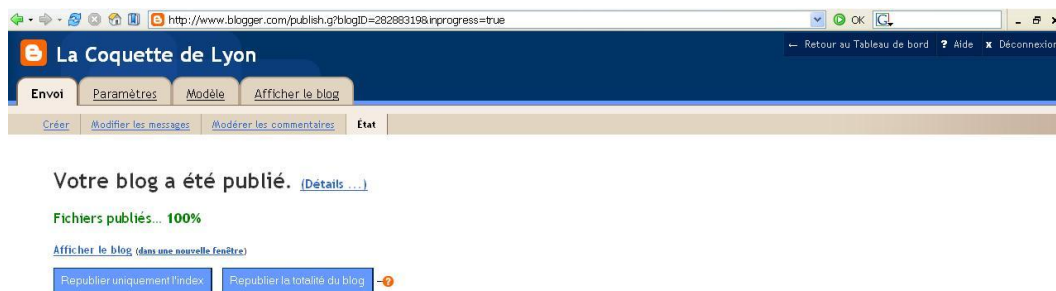 http://www.blogger.com/publish.g?blogID=28288319&inprogress=true OK G
La Coquette de Lyon ← Retour au Tableau de bord ? Aide x Déconnexion
Envoi Paramètres Modèle Afficher le blog
Créer Modifier les messages Modérer les commentaires État
Votre blog a été publié. (Détails ...)
Fichiers publiés... 100%
Afficher le blog (dans une nouvelle fenêtre)
Republier uniquement l'index Republier la totalité du blog